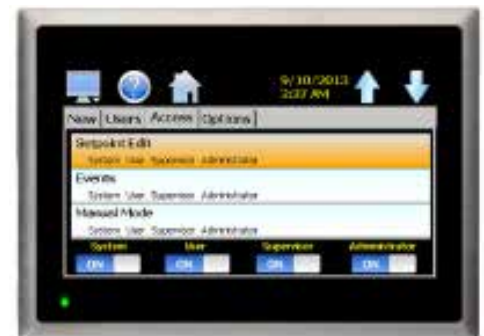 9/10/2013
3:37 AM
New Users Access Options
Setpoint Edit
System User Supervisor Administrator
Events
System User Supervisor Administrator
Manual Mode
System User Supervisor Administrator
System User Supervisor Administrator
ON ON ON ON